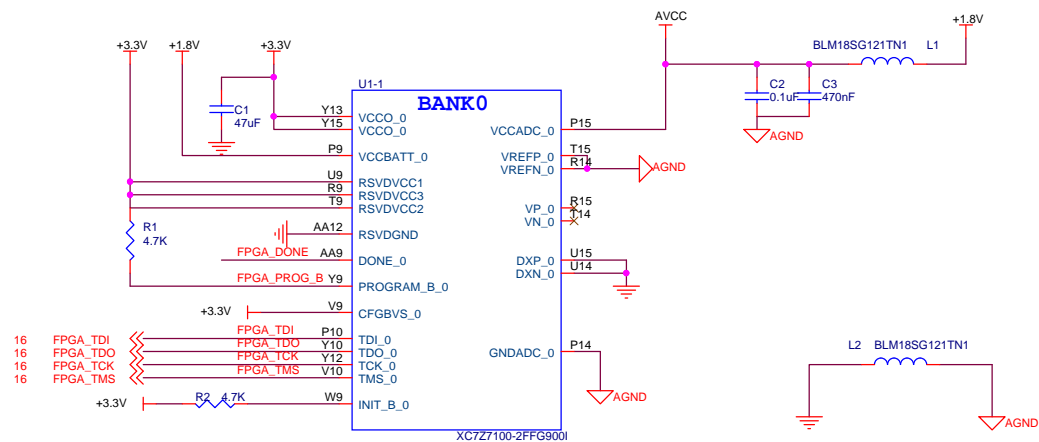 AVCC
+1.8V
+3.3V
+1.8V
+3.3V
BLM18SG121TN1 L1
U1-1
BANK0
C1
47uF
C2
0.1uF
C3
470nF
AGND
Y13 VCCO_0
Y15 VCCO_0
VCCADC_0 P15
P9 VCCBATT_0
VREFP_0 T15
VREFN_0 R14
AGND
U9 RSVDVCC1
R9 RSVDVCC3
T9 RSVDVCC2
VP_0 R15
VN_0 T14
R1
4.7K
AA12 RSVDGND
FPGA_DONE AA9 DONE_0
DXP_0 U15
DXN_0 U14
FPGA_PROG_B Y9 PROGRAM_B_0
+3.3V V9 CFGBVS_0
16 FPGA_TDI FPGA_TDI P10 TDI_0
16 FPGA_TDO FPGA_TDO Y10 TDO_0
16 FPGA_TCK FPGA_TCK Y12 TCK_0
16 FPGA_TMS FPGA_TMS V10 TMS_0
GNDADC_0 P14
L2 BLM18SG121TN1
+3.3V R2 4.7K W9 INIT_B_0
AGND
AGND
XC7Z7100-2FFG900I